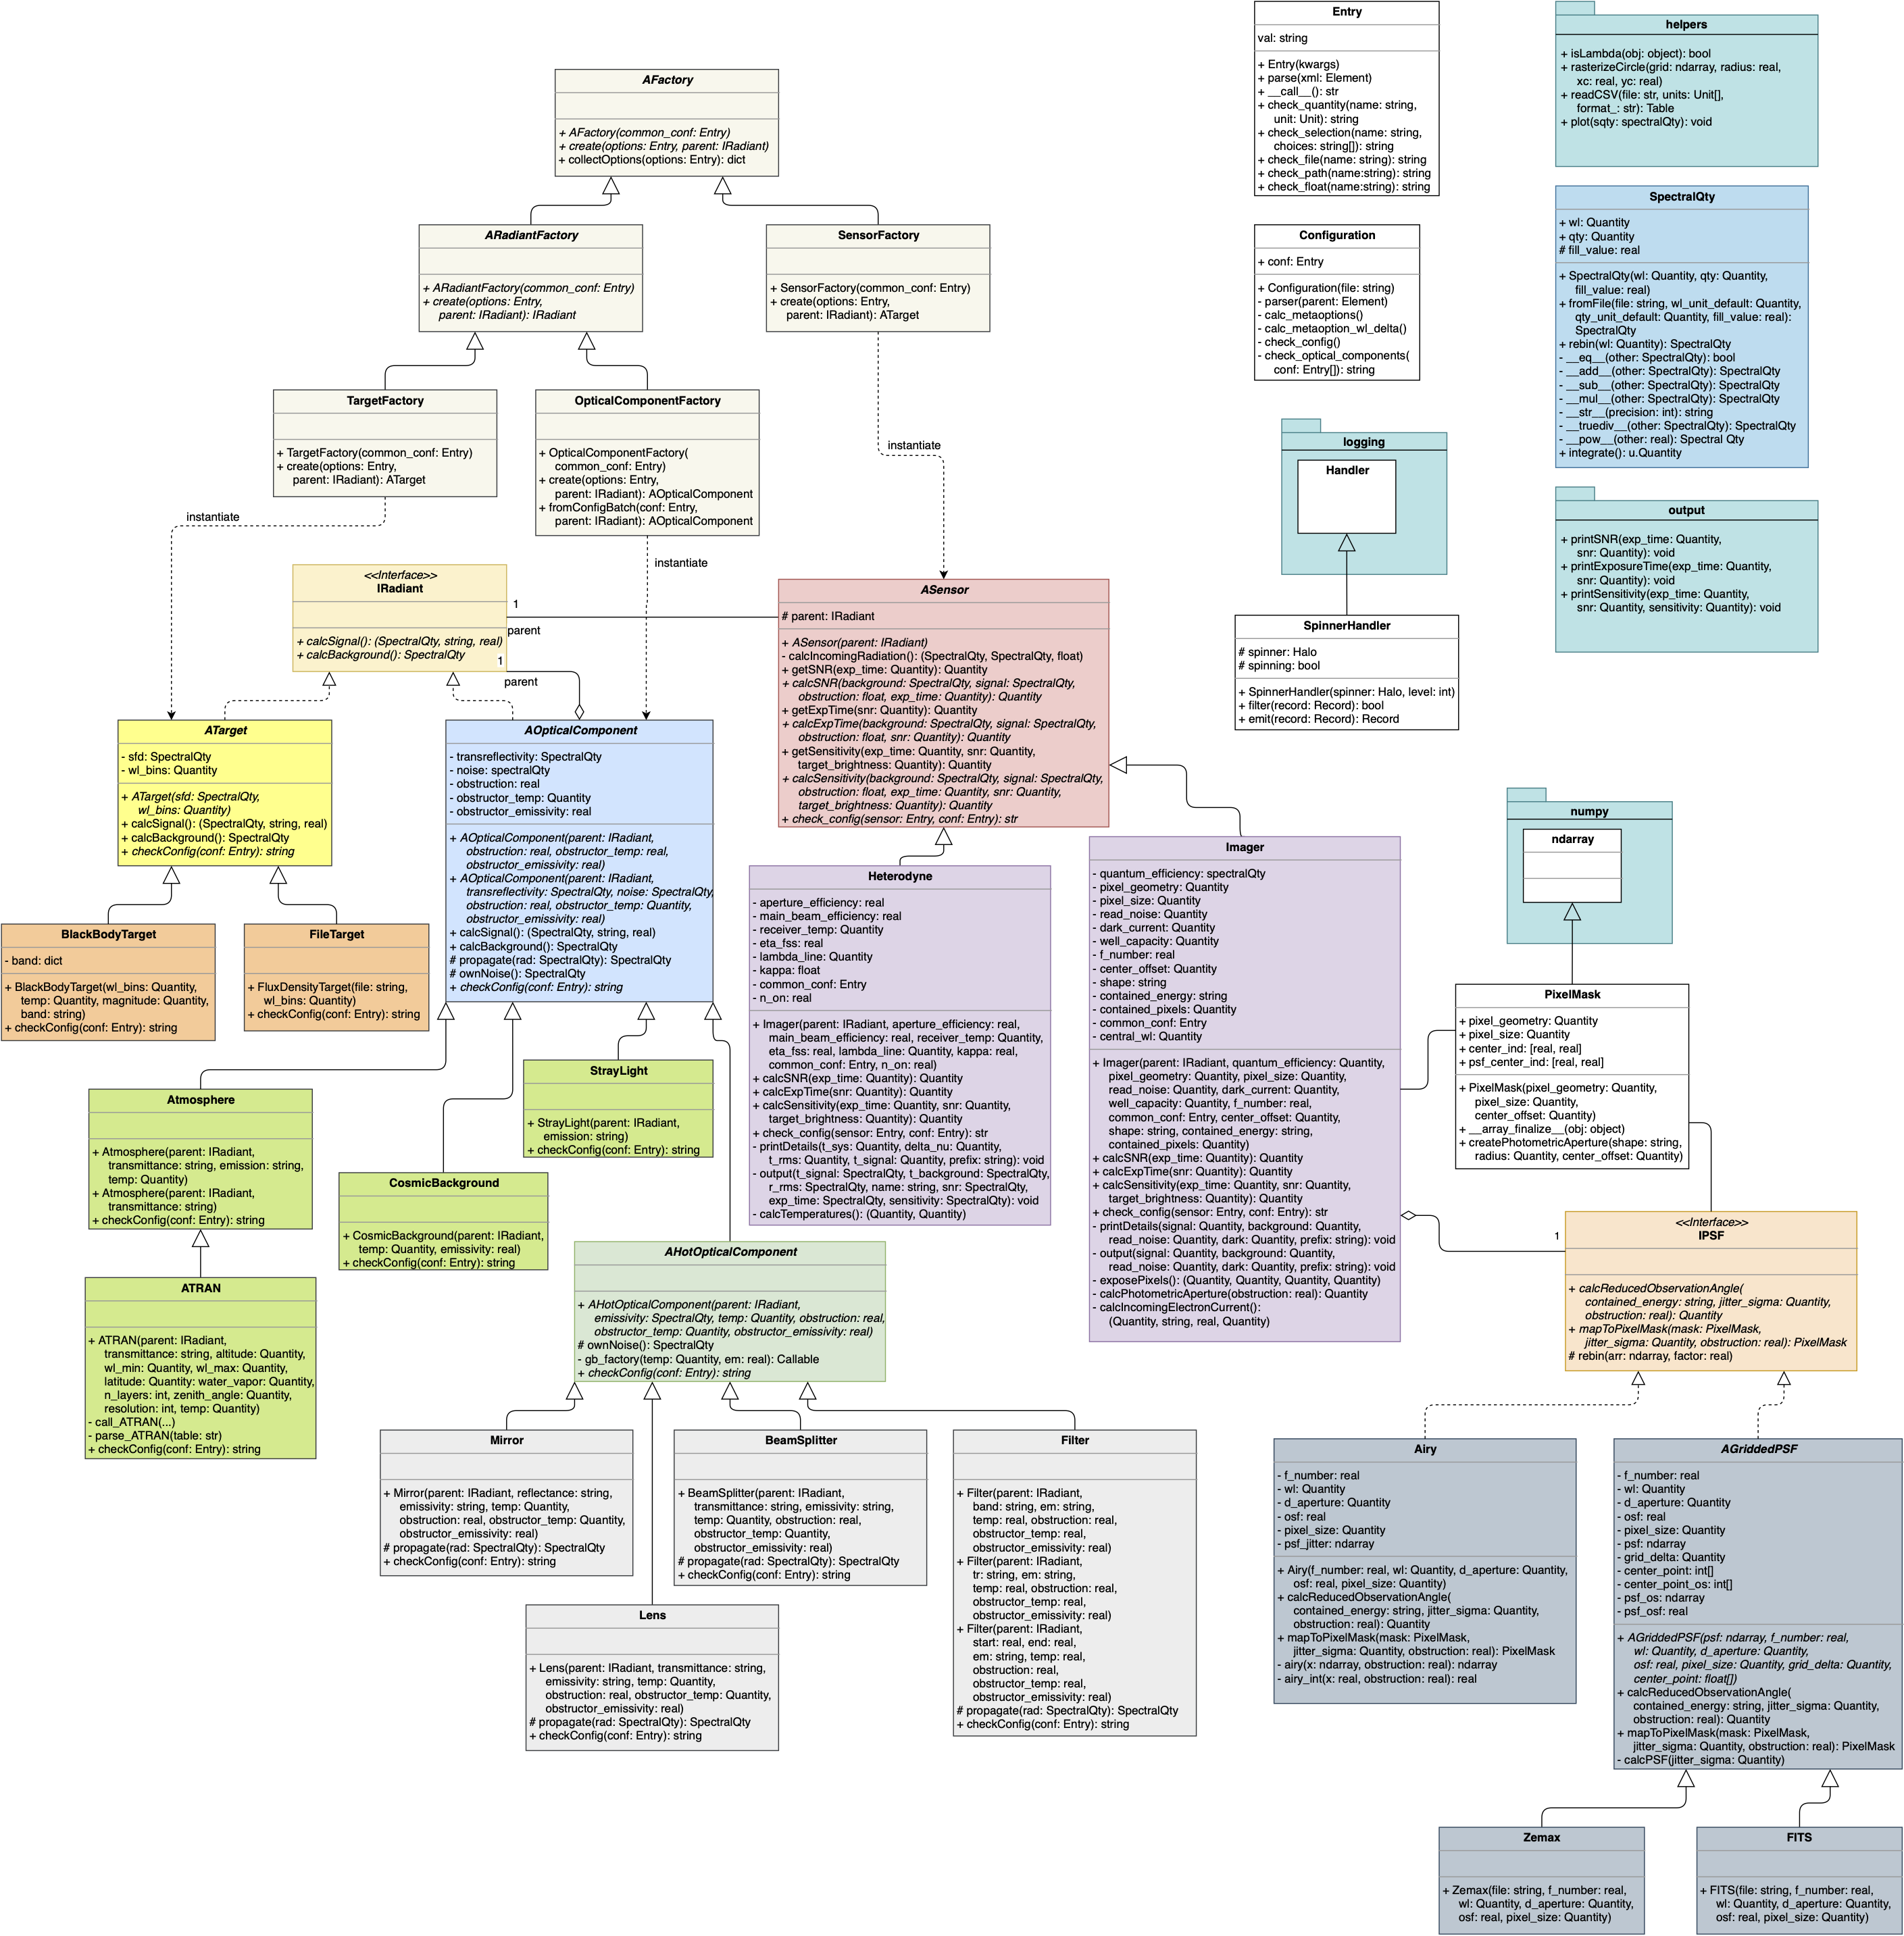 AFactory
+ AFactory(common_conf: Entry)
+ create(options: Entry, parent: IRadiant)
+ collectOptions(options: Entry): dict
Entry
val: string
+ Entry(kwargs)
+ parse(xml: Element)
+ __call__(): str
+ check_quantity(name: string,
unit: Unit): string
+ check_selection(name: string,
choices: string[]): string
+ check_file(name: string): string
+ check_path(name:string): string
+ check_float(name:string): string
helpers
+ isLambda(obj: object): bool
+ rasterizeCircle(grid: ndarray, radius: real,
xc: real, yc: real)
+ readCSV(file: str, units: Unit[],
format_: str): Table
+ plot(sqty: spectralQty): void
ARadiantFactory
+ ARadiantFactory(common_conf: Entry)
+ create(options: Entry,
parent: IRadiant): IRadiant
SensorFactory
+ SensorFactory(common_conf: Entry)
+ create(options: Entry,
parent: IRadiant): ATarget
Configuration
+ conf: Entry
+ Configuration(file: string)
- parser(parent: Element)
- calc_metaoptions()
- calc_metaoption_wl_delta()
- check_config()
- check_optical_components(
conf: Entry[]): string
SpectralQty
+ wl: Quantity
+ qty: Quantity
# fill_value: real
+ SpectralQty(wl: Quantity, qty: Quantity,
fill_value: real)
+ fromFile(file: string, wl_unit_default: Quantity,
qty_unit_default: Quantity, fill_value: real):
SpectralQty
+ rebin(wl: Quantity): SpectralQty
- __eq__(other: SpectralQty): bool
- __add__(other: SpectralQty): SpectralQty
- __sub__(other: SpectralQty): SpectralQty
- __mul__(other: SpectralQty): SpectralQty
- __str__(precision: int): string
- __truediv__(other: SpectralQty): SpectralQty
- __pow__(other: real): Spectral Qty
+ integrate(): u.Quantity
TargetFactory
+ TargetFactory(common_conf: Entry)
+ create(options: Entry,
parent: IRadiant): ATarget
OpticalComponentFactory
+ OpticalComponentFactory(
common_conf: Entry)
+ create(options: Entry,
parent: IRadiant): AOpticalComponent
+ fromConfigBatch(conf: Entry,
parent: IRadiant): AOpticalComponent
instantiate
instantiate
instantiate
logging
Handler
output
+ printSNR(exp_time: Quantity,
snr: Quantity): void
+ printExposureTime(exp_time: Quantity,
snr: Quantity): void
+ printSensitivity(exp_time: Quantity,
snr: Quantity, sensitivity: Quantity): void
<<Interface>>
IRadiant
+ calcSignal(): (SpectralQty, string, real)
+ calcBackground(): SpectralQty
1
parent
1
parent
ASensor
# parent: IRadiant
+ ASensor(parent: IRadiant)
- calcIncomingRadiation(): (SpectralQty, SpectralQty, float)
+ getSNR(exp_time: Quantity): Quantity
+ calcSNR(background: SpectralQty, signal: SpectralQty,
obstruction: float, exp_time: Quantity): Quantity
+ getExpTime(snr: Quantity): Quantity
+ calcExpTime(background: SpectralQty, signal: SpectralQty,
obstruction: float, snr: Quantity): Quantity
+ getSensitivity(exp_time: Quantity, snr: Quantity,
target_brightness: Quantity): Quantity
+ calcSensitivity(background: SpectralQty, signal: SpectralQty,
obstruction: float, exp_time: Quantity, snr: Quantity,
target_brightness: Quantity): Quantity
+ check_config(sensor: Entry, conf: Entry): str
SpinnerHandler
# spinner: Halo
# spinning: bool
+ SpinnerHandler(spinner: Halo, level: int)
+ filter(record: Record): bool
+ emit(record: Record): Record
ATarget
- sfd: SpectralQty
- wl_bins: Quantity
+ ATarget(sfd: SpectralQty,
wl_bins: Quantity)
+ calcSignal(): (SpectralQty, string, real)
+ calcBackground(): SpectralQty
+ checkConfig(conf: Entry): string
AOpticalComponent
- transreflectivity: SpectralQty
- noise: spectralQty
- obstruction: real
- obstructor_temp: Quantity
- obstructor_emissivity: real
+ AOpticalComponent(parent: IRadiant,
obstruction: real, obstructor_temp: real,
obstructor_emissivity: real)
+ AOpticalComponent(parent: IRadiant,
transreflectivity: SpectralQty, noise: SpectralQty,
obstruction: real, obstructor_temp: Quantity,
obstructor_emissivity: real)
+ calcSignal(): (SpectralQty, string, real)
+ calcBackground(): SpectralQty
# propagate(rad: SpectralQty): SpectralQty
# ownNoise(): SpectralQty
+ checkConfig(conf: Entry): string
BlackBodyTarget
- band: dict
+ BlackBodyTarget(wl_bins: Quantity,
temp: Quantity, magnitude: Quantity,
band: string)
+ checkConfig(conf: Entry): string
FileTarget
+ FluxDensityTarget(file: string,
wl_bins: Quantity)
+ checkConfig(conf: Entry): string
Heterodyne
- aperture_efficiency: real
- main_beam_efficiency: real
- receiver_temp: Quantity
- eta_fss: real
- lambda_line: Quantity
- kappa: float
- common_conf: Entry
- n_on: real
+ Imager(parent: IRadiant, aperture_efficiency: real,
main_beam_efficiency: real, receiver_temp: Quantity,
eta_fss: real, lambda_line: Quantity, kappa: real,
common_conf: Entry, n_on: real)
+ calcSNR(exp_time: Quantity): Quantity
+ calcExpTime(snr: Quantity): Quantity
+ calcSensitivity(exp_time: Quantity, snr: Quantity,
target_brightness: Quantity): Quantity
+ check_config(sensor: Entry, conf: Entry): str
- printDetails(t_sys: Quantity, delta_nu: Quantity,
t_rms: Quantity, t_signal: Quantity, prefix: string): void
- output(t_signal: SpectralQty, t_background: SpectralQty,
r_rms: SpectralQty, name: string, snr: SpectralQty,
exp_time: SpectralQty, sensitivity: SpectralQty): void
- calcTemperatures(): (Quantity, Quantity)
Imager
- quantum_efficiency: spectralQty
- pixel_geometry: Quantity
- pixel_size: Quantity
- read_noise: Quantity
- dark_current: Quantity
- well_capacity: Quantity
- f_number: real
- center_offset: Quantity
- shape: string
- contained_energy: string
- contained_pixels: Quantity
- common_conf: Entry
- central_wl: Quantity
+ Imager(parent: IRadiant, quantum_efficiency: Quantity,
pixel_geometry: Quantity, pixel_size: Quantity,
read_noise: Quantity, dark_current: Quantity,
well_capacity: Quantity, f_number: real,
common_conf: Entry, center_offset: Quantity,
shape: string, contained_energy: string,
contained_pixels: Quantity)
+ calcSNR(exp_time: Quantity): Quantity
+ calcExpTime(snr: Quantity): Quantity
+ calcSensitivity(exp_time: Quantity, snr: Quantity,
target_brightness: Quantity): Quantity
+ check_config(sensor: Entry, conf: Entry): str
- printDetails(signal: Quantity, background: Quantity,
read_noise: Quantity, dark: Quantity, prefix: string): void
- output(signal: Quantity, background: Quantity,
read_noise: Quantity, dark: Quantity, prefix: string): void
- exposePixels(): (Quantity, Quantity, Quantity, Quantity)
- calcPhotometricAperture(obstruction: real): Quantity
- calcIncomingElectronCurrent():
(Quantity, string, real, Quantity)
numpy
ndarray
PixelMask
+ pixel_geometry: Quantity
+ pixel_size: Quantity
+ center_ind: [real, real]
+ psf_center_ind: [real, real]
+ PixelMask(pixel_geometry: Quantity,
pixel_size: Quantity,
center_offset: Quantity)
+ __array_finalize__(obj: object)
+ createPhotometricAperture(shape: string,
radius: Quantity, center_offset: Quantity)
StrayLight
+ StrayLight(parent: IRadiant,
emission: string)
+ checkConfig(conf: Entry): string
Atmosphere
+ Atmosphere(parent: IRadiant,
transmittance: string, emission: string,
temp: Quantity)
+ Atmosphere(parent: IRadiant,
transmittance: string)
+ checkConfig(conf: Entry): string
CosmicBackground
+ CosmicBackground(parent: IRadiant,
temp: Quantity, emissivity: real)
+ checkConfig(conf: Entry): string
ATRAN
+ ATRAN(parent: IRadiant,
transmittance: string, altitude: Quantity,
wl_min: Quantity, wl_max: Quantity,
latitude: Quantity: water_vapor: Quantity,
n_layers: int, zenith_angle: Quantity,
resolution: int, temp: Quantity)
- call_ATRAN(...)
- parse_ATRAN(table: str)
+ checkConfig(conf: Entry): string
AHotOpticalComponent
+ AHotOpticalComponent(parent: IRadiant,
emissivity: SpectralQty, temp: Quantity, obstruction: real,
obstructor_temp: Quantity, obstructor_emissivity: real)
# ownNoise(): SpectralQty
- gb_factory(temp: Quantity, em: real): Callable
+ checkConfig(conf: Entry): string
1
<<Interface>>
IPSF
+ calcReducedObservationAngle(
contained_energy: string, jitter_sigma: Quantity,
obstruction: real): Quantity
+ mapToPixelMask(mask: PixelMask,
jitter_sigma: Quantity, obstruction: real): PixelMask
# rebin(arr: ndarray, factor: real)
Mirror
+ Mirror(parent: IRadiant, reflectance: string,
emissivity: string, temp: Quantity,
obstruction: real, obstructor_temp: Quantity,
obstructor_emissivity: real)
# propagate(rad: SpectralQty): SpectralQty
+ checkConfig(conf: Entry): string
BeamSplitter
+ BeamSplitter(parent: IRadiant,
transmittance: string, emissivity: string,
temp: Quantity, obstruction: real,
obstructor_temp: Quantity,
obstructor_emissivity: real)
# propagate(rad: SpectralQty): SpectralQty
+ checkConfig(conf: Entry): string
Filter
+ Filter(parent: IRadiant,
band: string, em: string,
temp: real, obstruction: real,
obstructor_temp: real,
obstructor_emissivity: real)
+ Filter(parent: IRadiant,
tr: string, em: string,
temp: real, obstruction: real,
obstructor_temp: real,
obstructor_emissivity: real)
+ Filter(parent: IRadiant,
start: real, end: real,
em: string, temp: real,
obstruction: real,
obstructor_temp: real,
obstructor_emissivity: real)
# propagate(rad: SpectralQty): SpectralQty
+ checkConfig(conf: Entry): string
Lens
+ Lens(parent: IRadiant, transmittance: string,
emissivity: string, temp: Quantity,
obstruction: real, obstructor_temp: Quantity,
obstructor_emissivity: real)
# propagate(rad: SpectralQty): SpectralQty
+ checkConfig(conf: Entry): string
Airy
- f_number: real
- wl: Quantity
- d_aperture: Quantity
- osf: real
- pixel_size: Quantity
- psf_jitter: ndarray
+ Airy(f_number: real, wl: Quantity, d_aperture: Quantity,
osf: real, pixel_size: Quantity)
+ calcReducedObservationAngle(
contained_energy: string, jitter_sigma: Quantity,
obstruction: real): Quantity
+ mapToPixelMask(mask: PixelMask,
jitter_sigma: Quantity, obstruction: real): PixelMask
- airy(x: ndarray, obstruction: real): ndarray
- airy_int(x: real, obstruction: real): real
AGriddedPSF
- f_number: real
- wl: Quantity
- d_aperture: Quantity
- osf: real
- pixel_size: Quantity
- psf: ndarray
- grid_delta: Quantity
- center_point: int[]
- center_point_os: int[]
- psf_os: ndarray
- psf_osf: real
+ AGriddedPSF(psf: ndarray, f_number: real,
wl: Quantity, d_aperture: Quantity,
osf: real, pixel_size: Quantity, grid_delta: Quantity,
center_point: float[])
+ calcReducedObservationAngle(
contained_energy: string, jitter_sigma: Quantity,
obstruction: real): Quantity
+ mapToPixelMask(mask: PixelMask,
jitter_sigma: Quantity, obstruction: real): PixelMask
- calcPSF(jitter_sigma: Quantity)
Zemax
+ Zemax(file: string, f_number: real,
wl: Quantity, d_aperture: Quantity,
osf: real, pixel_size: Quantity)
FITS
+ FITS(file: string, f_number: real,
wl: Quantity, d_aperture: Quantity,
osf: real, pixel_size: Quantity)